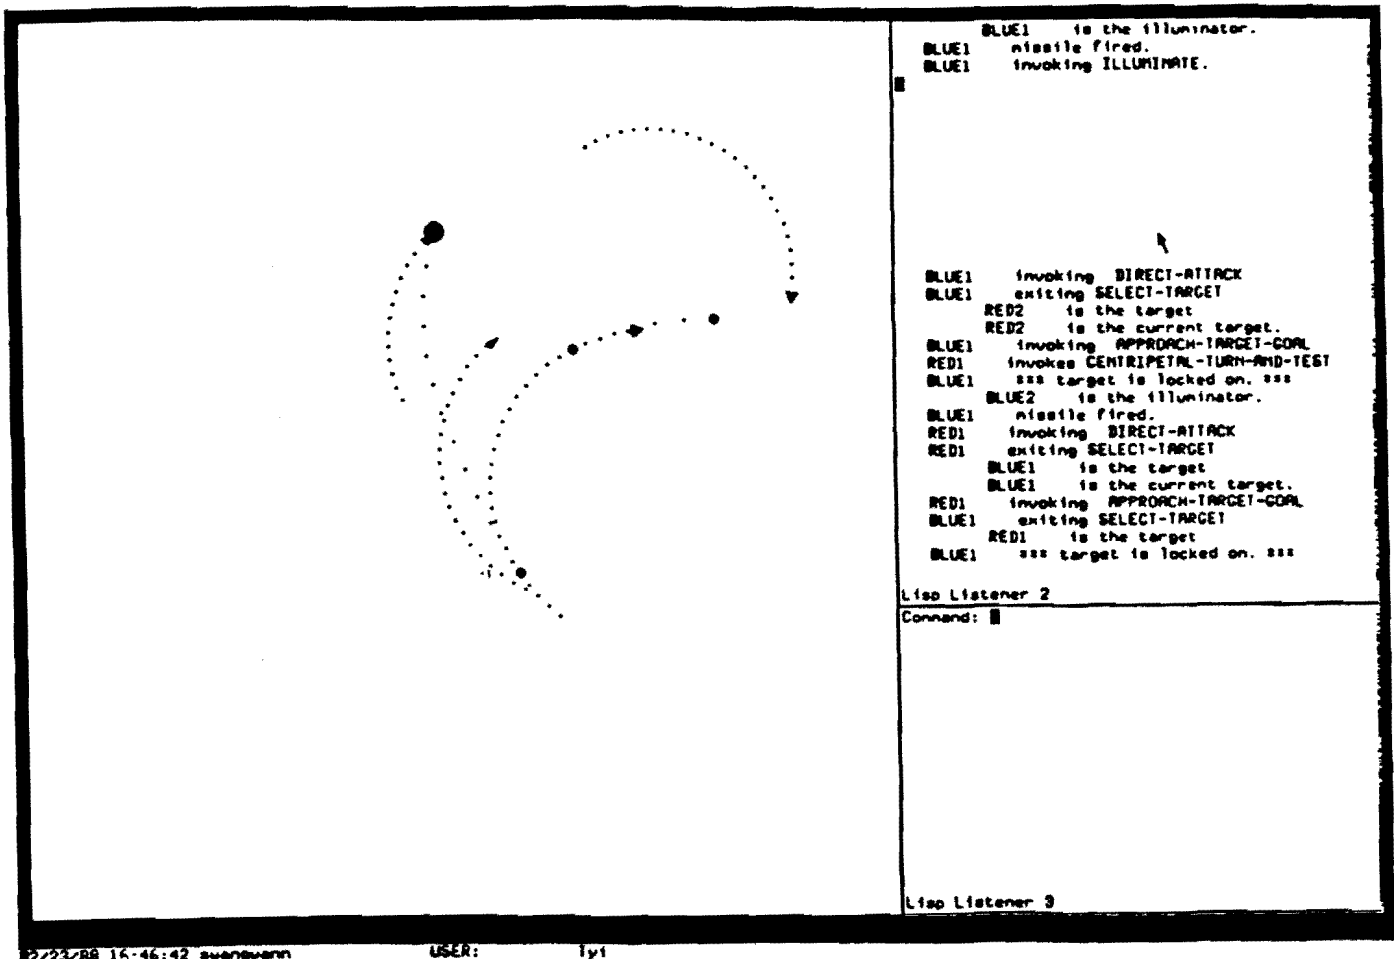 BLUE1 is the illuminator.
BLUE1 missile fired.
BLUE1 invoking ILLUMINATE.
BLUE1 invoking DIRECT-ATTACK
BLUE1 exiting SELECT-TARGET
RED2 is the target
RED2 is the current target.
BLUE1 invoking APPROACH-TARGET-GOAL
RED1 invokes CENTRIPETAL-TURN-AND-TEST
BLUE1 *** target is locked on. ***
BLUE2 is the illuminator.
BLUE1 missile fired.
RED1 invoking DIRECT-ATTACK
RED1 exiting SELECT-TARGET
BLUE1 is the target
BLUE1 is the current target.
RED1 invoking APPROACH-TARGET-GOAL
BLUE1 exiting SELECT-TARGET
RED1 is the target
BLUE1 *** target is locked on. ***
Lisp Listener 2
Command:
Lisp Listener 3
16:46:42 USER: Tyi